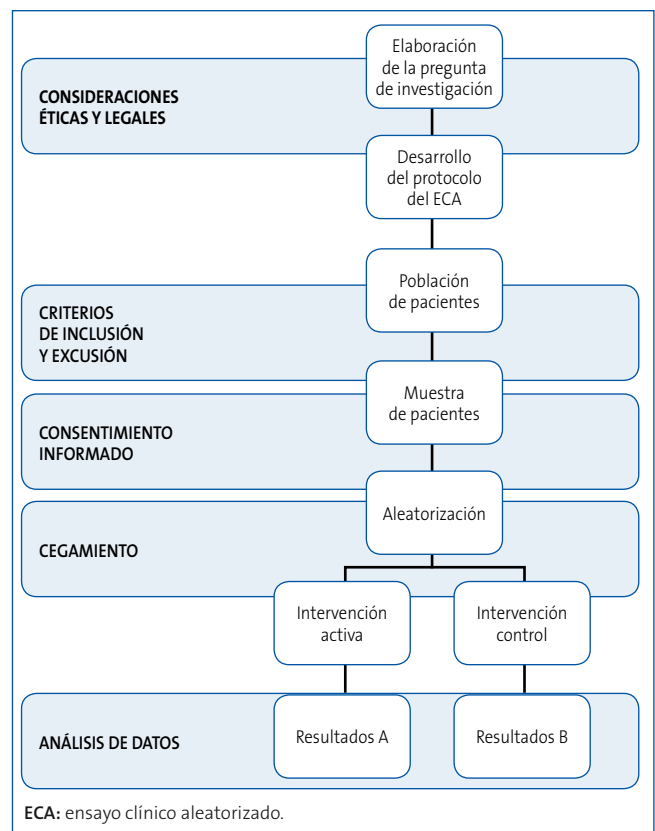 Elaboración
de la pregunta
de investigación
CONSIDERACIONES
ÉTICAS Y LEGALES
Desarrollo
del protocolo
del ECA
Población
de pacientes
CRITERIOS
DE INCLUSIÓN
Y EXCUSIÓN
Muestra
de pacientes
CONSENTIMIENTO
INFORMADO
Aleatorización
CEGAMIENTO
Intervención
activa
Intervención
control
ANÁLISIS DE DATOS
Resultados A
Resultados B
ECA: ensayo clínico aleatorizado.